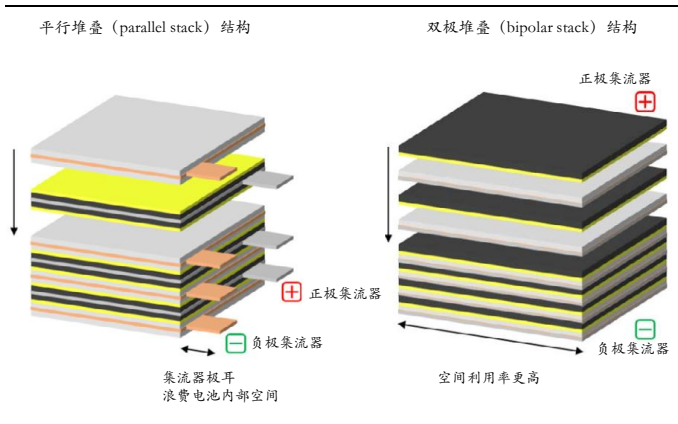 平行堆叠（parallel stack）结构
双极堆叠（bipolar stack）结构
正极集流器
正极集流器
负极集流器
负极集流器
集流器极耳
浪费电池内部空间
空间利用率更高